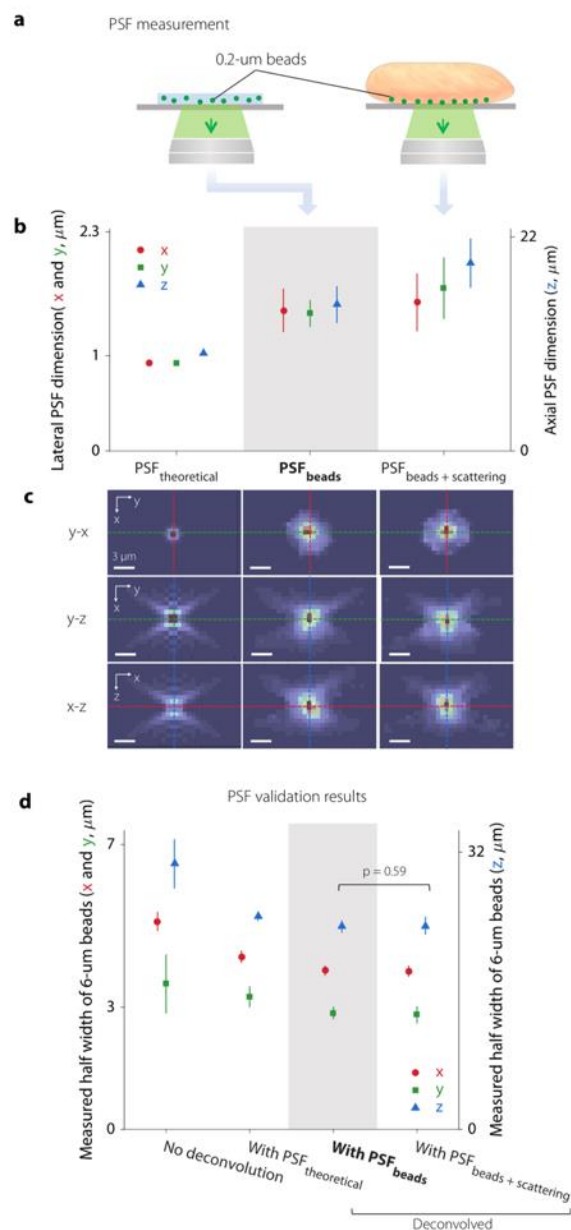 a
PSF measurement
0.2-um beads
b
Lateral PSF dimension( x and y, μm)
2.3
1
0
x
y
z
22
0
Axial PSF dimension (z, μm)
PSFtheoretical
PSFbeads
PSFbeads + scattering
c
y-x
y
x
3 μm
y-z
y
x
x-z
x
z
d
PSF validation results
Measured half width of 6-um beads (x and y, μm)
7
3
0
p = 0.59
x
y
z
32
0
Measured half width of 6-um beads (z, μm)
No deconvolution
With PSFtheoretical
With PSFbeads
With PSFbeads + scattering
Deconvolved